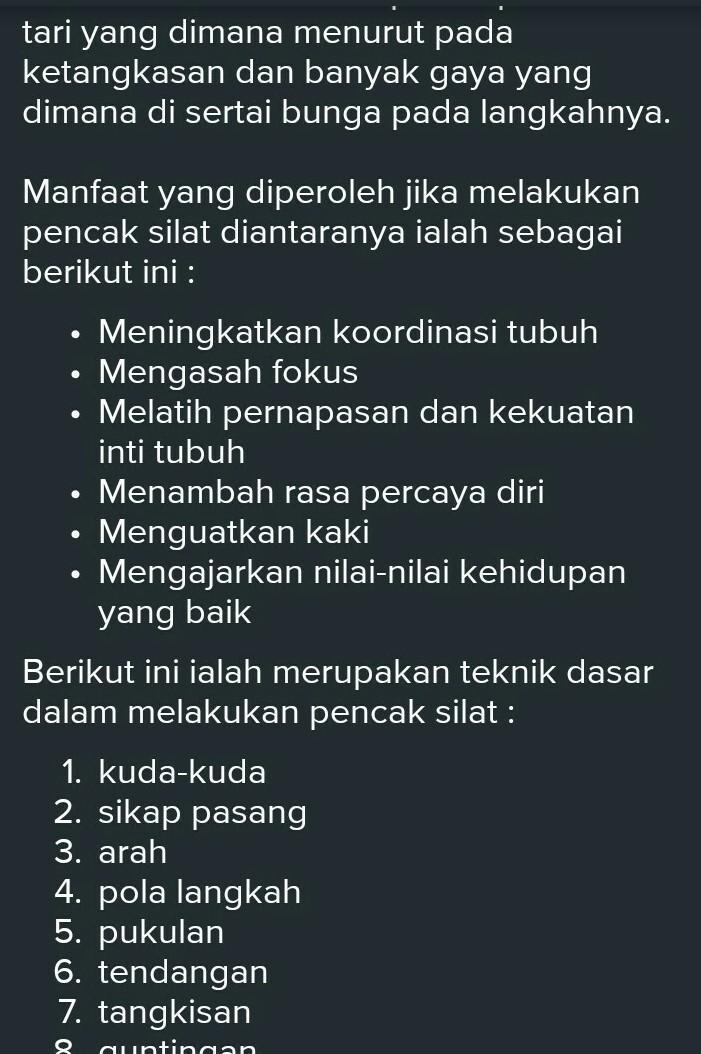 tari yang dimana menurut pada
ketangkasan dan banyak gaya yang
dimana di sertai bunga pada langkahnya.
Manfaat yang diperoleh jika melakukan
pencak silat diantaranya ialah sebagai
berikut ini :
• Meningkatkan koordinasi tubuh
• Mengasah fokus
• Melatih pernapasan dan kekuatan
inti tubuh
• Menambah rasa percaya diri
• Menguatkan kaki
• Mengajarkan nilai-nilai kehidupan
yang baik
Berikut ini ialah merupakan teknik dasar
dalam melakukan pencak silat :
1. kuda-kuda
2. sikap pasang
3. arah
4. pola langkah
5. pukulan
6. tendangan
7. tangkisan
8. guntingan